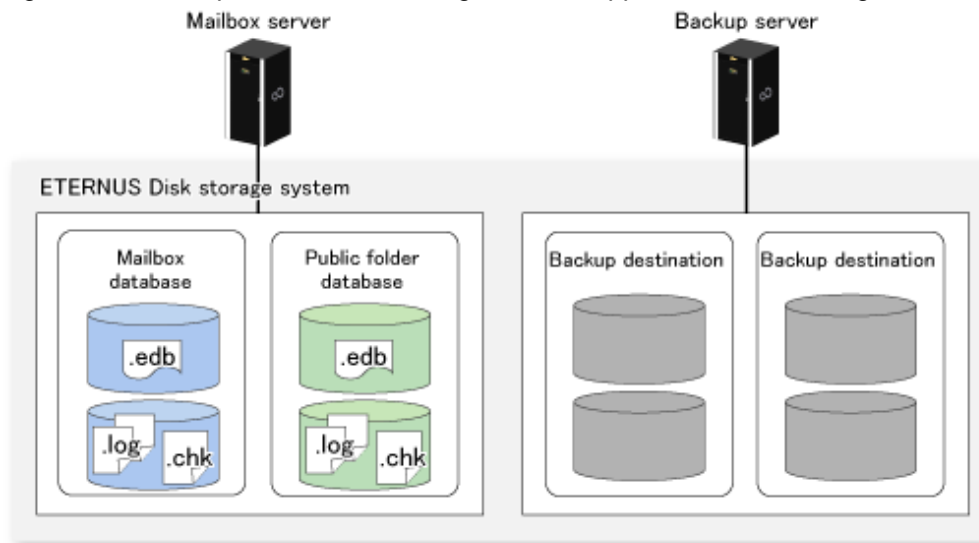 Mailbox server
Backup server
ETERNUS Disk storage system
Mailbox
database
Public folder
database
Backup destination
Backup destination
.edb
.edb
.log
.chk
.log
.chk